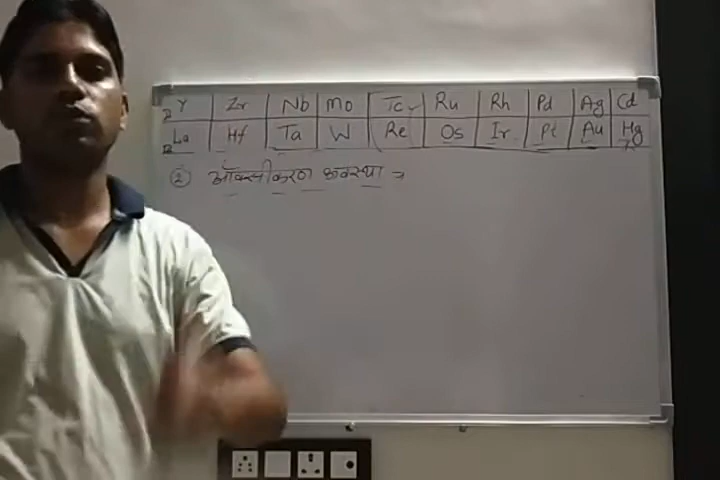 Y Zr Nb Mo Tc Ru Rh Pd Ag Cd
La Hf Ta W Re Os Ir Pt Au Hg
② ऑक्सीकरण अवस्था →